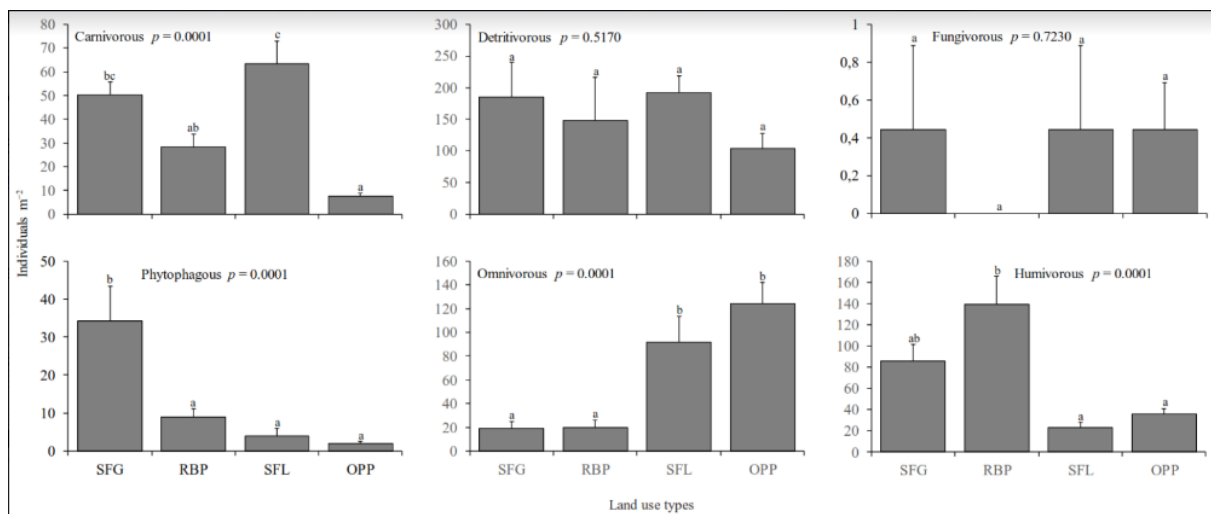 Individuals m⁻²
Carnivorous p = 0.0001
80
70
60
50
40
30
20
10
0
bc
ab
c
a
Detritivorous p = 0.5170
300
250
200
150
100
50
0
a
a
a
a
Fungivorous p = 0.7230
1
0,8
0,6
0,4
0,2
0
a
a
a
a
Phytophagous p = 0.0001
50
40
30
20
10
0
b
a
a
a
SFG RBP SFL OPP
Omnivorous p = 0.0001
160
140
120
100
80
60
40
20
0
a
a
b
b
SFG RBP SFL OPP
Humivorous p = 0.0001
180
160
140
120
100
80
60
40
20
0
ab
b
a
a
SFG RBP SFL OPP
Land use types